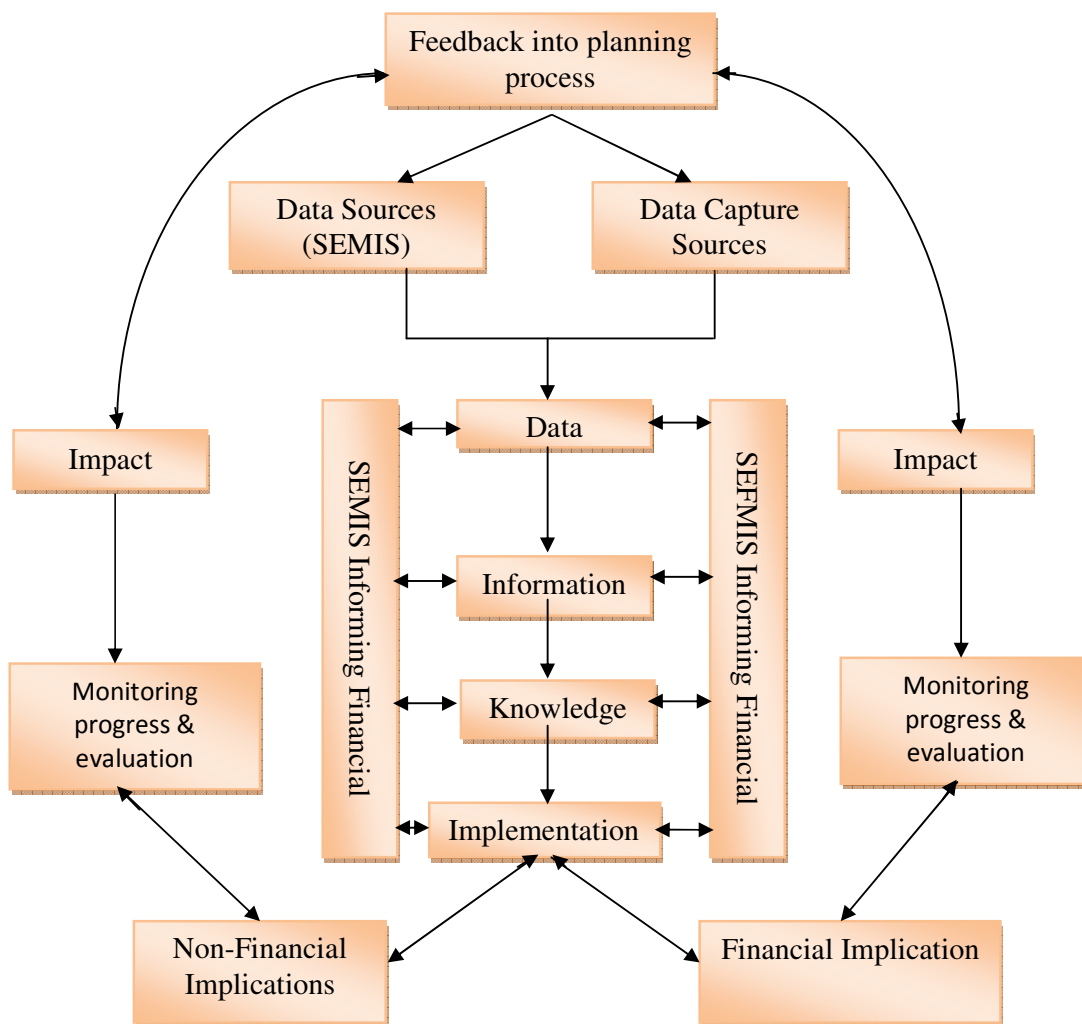 Feedback into planning
process
Data Sources
(SEMIS)
Data Capture
Sources
Data
Impact
Impact
SEMIS Informing Financial
SEFMIS Informing Financial
Information
Monitoring
progress &
evaluation
Knowledge
Monitoring
progress &
evaluation
Implementation
Non-Financial
Implications
Financial Implication